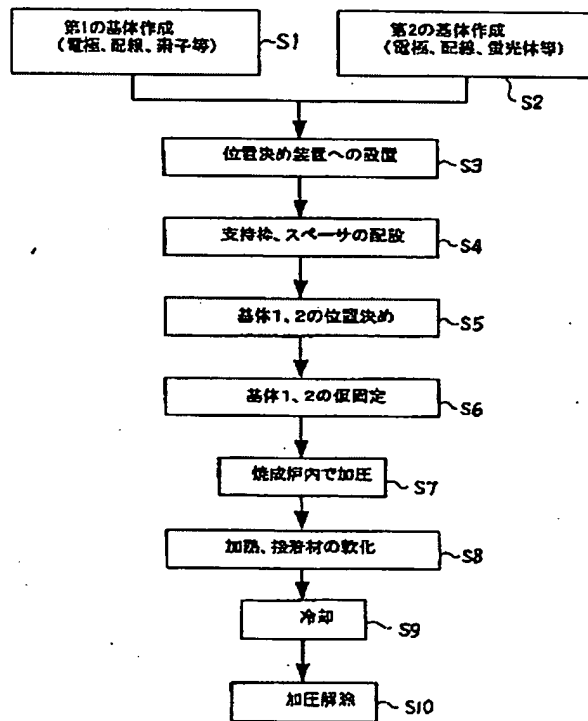 第1の基体作成
(電極、配線、素子等)
S1
第2の基体作成
(電極、配線、蛍光体等)
S2
位置決め装置への設置
S3
支持枠、スペーサの配設
S4
基体1、2の位置決め
S5
基体1、2の仮固定
S6
焼成炉内で加圧
S7
加熱、接着材の軟化
S8
冷却
S9
加圧解除
S10